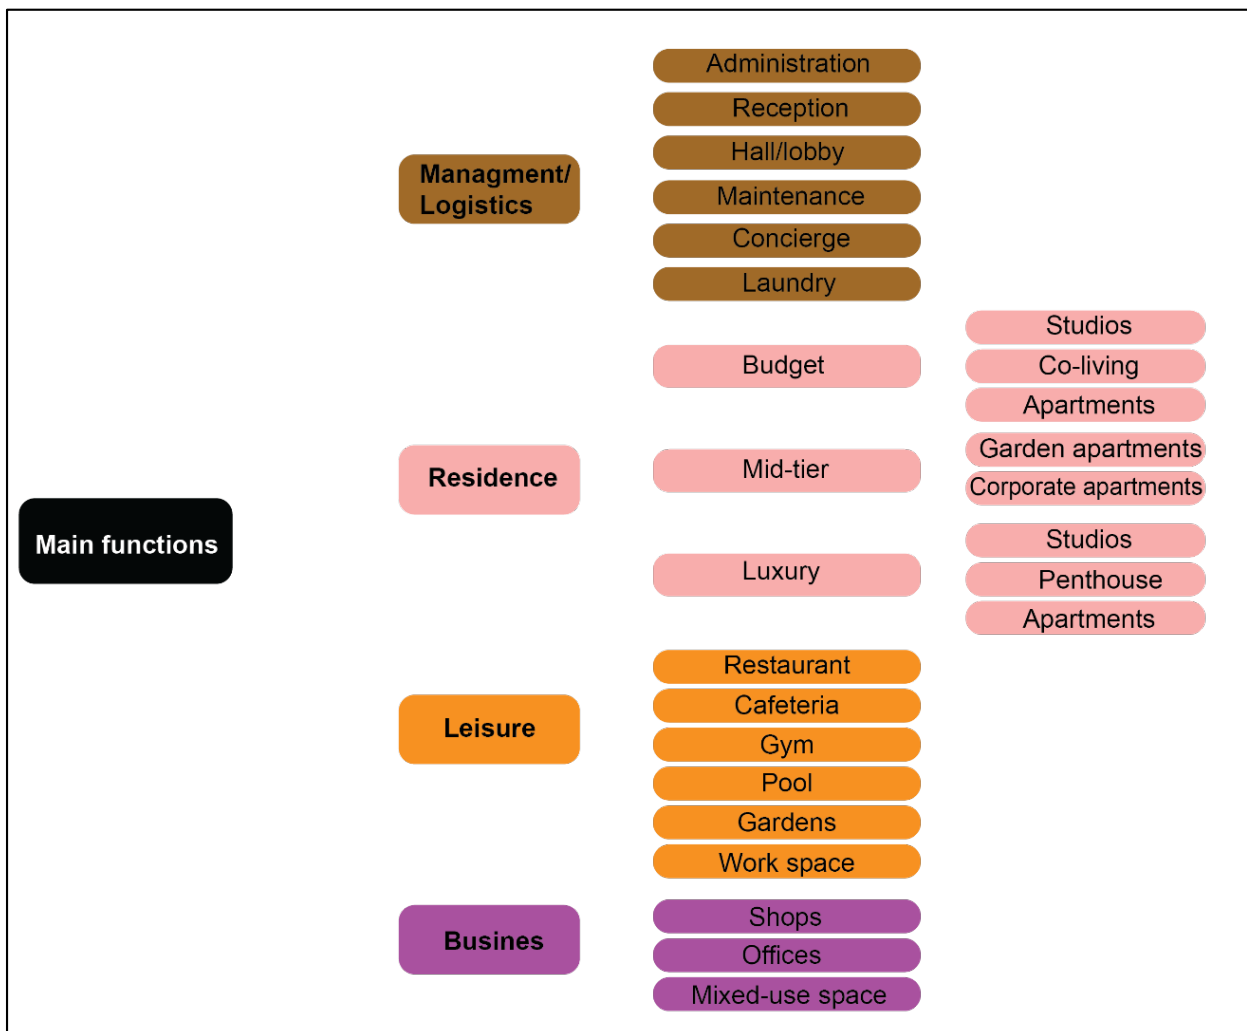 Main functions
Managment/
Logistics
Administration
Reception
Hall/lobby
Maintenance
Concierge
Laundry
Residence
Budget
Studios
Co-living
Apartments
Mid-tier
Garden apartments
Corporate apartments
Luxury
Studios
Penthouse
Apartments
Leisure
Restaurant
Cafeteria
Gym
Pool
Gardens
Work space
Busines
Shops
Offices
Mixed-use space